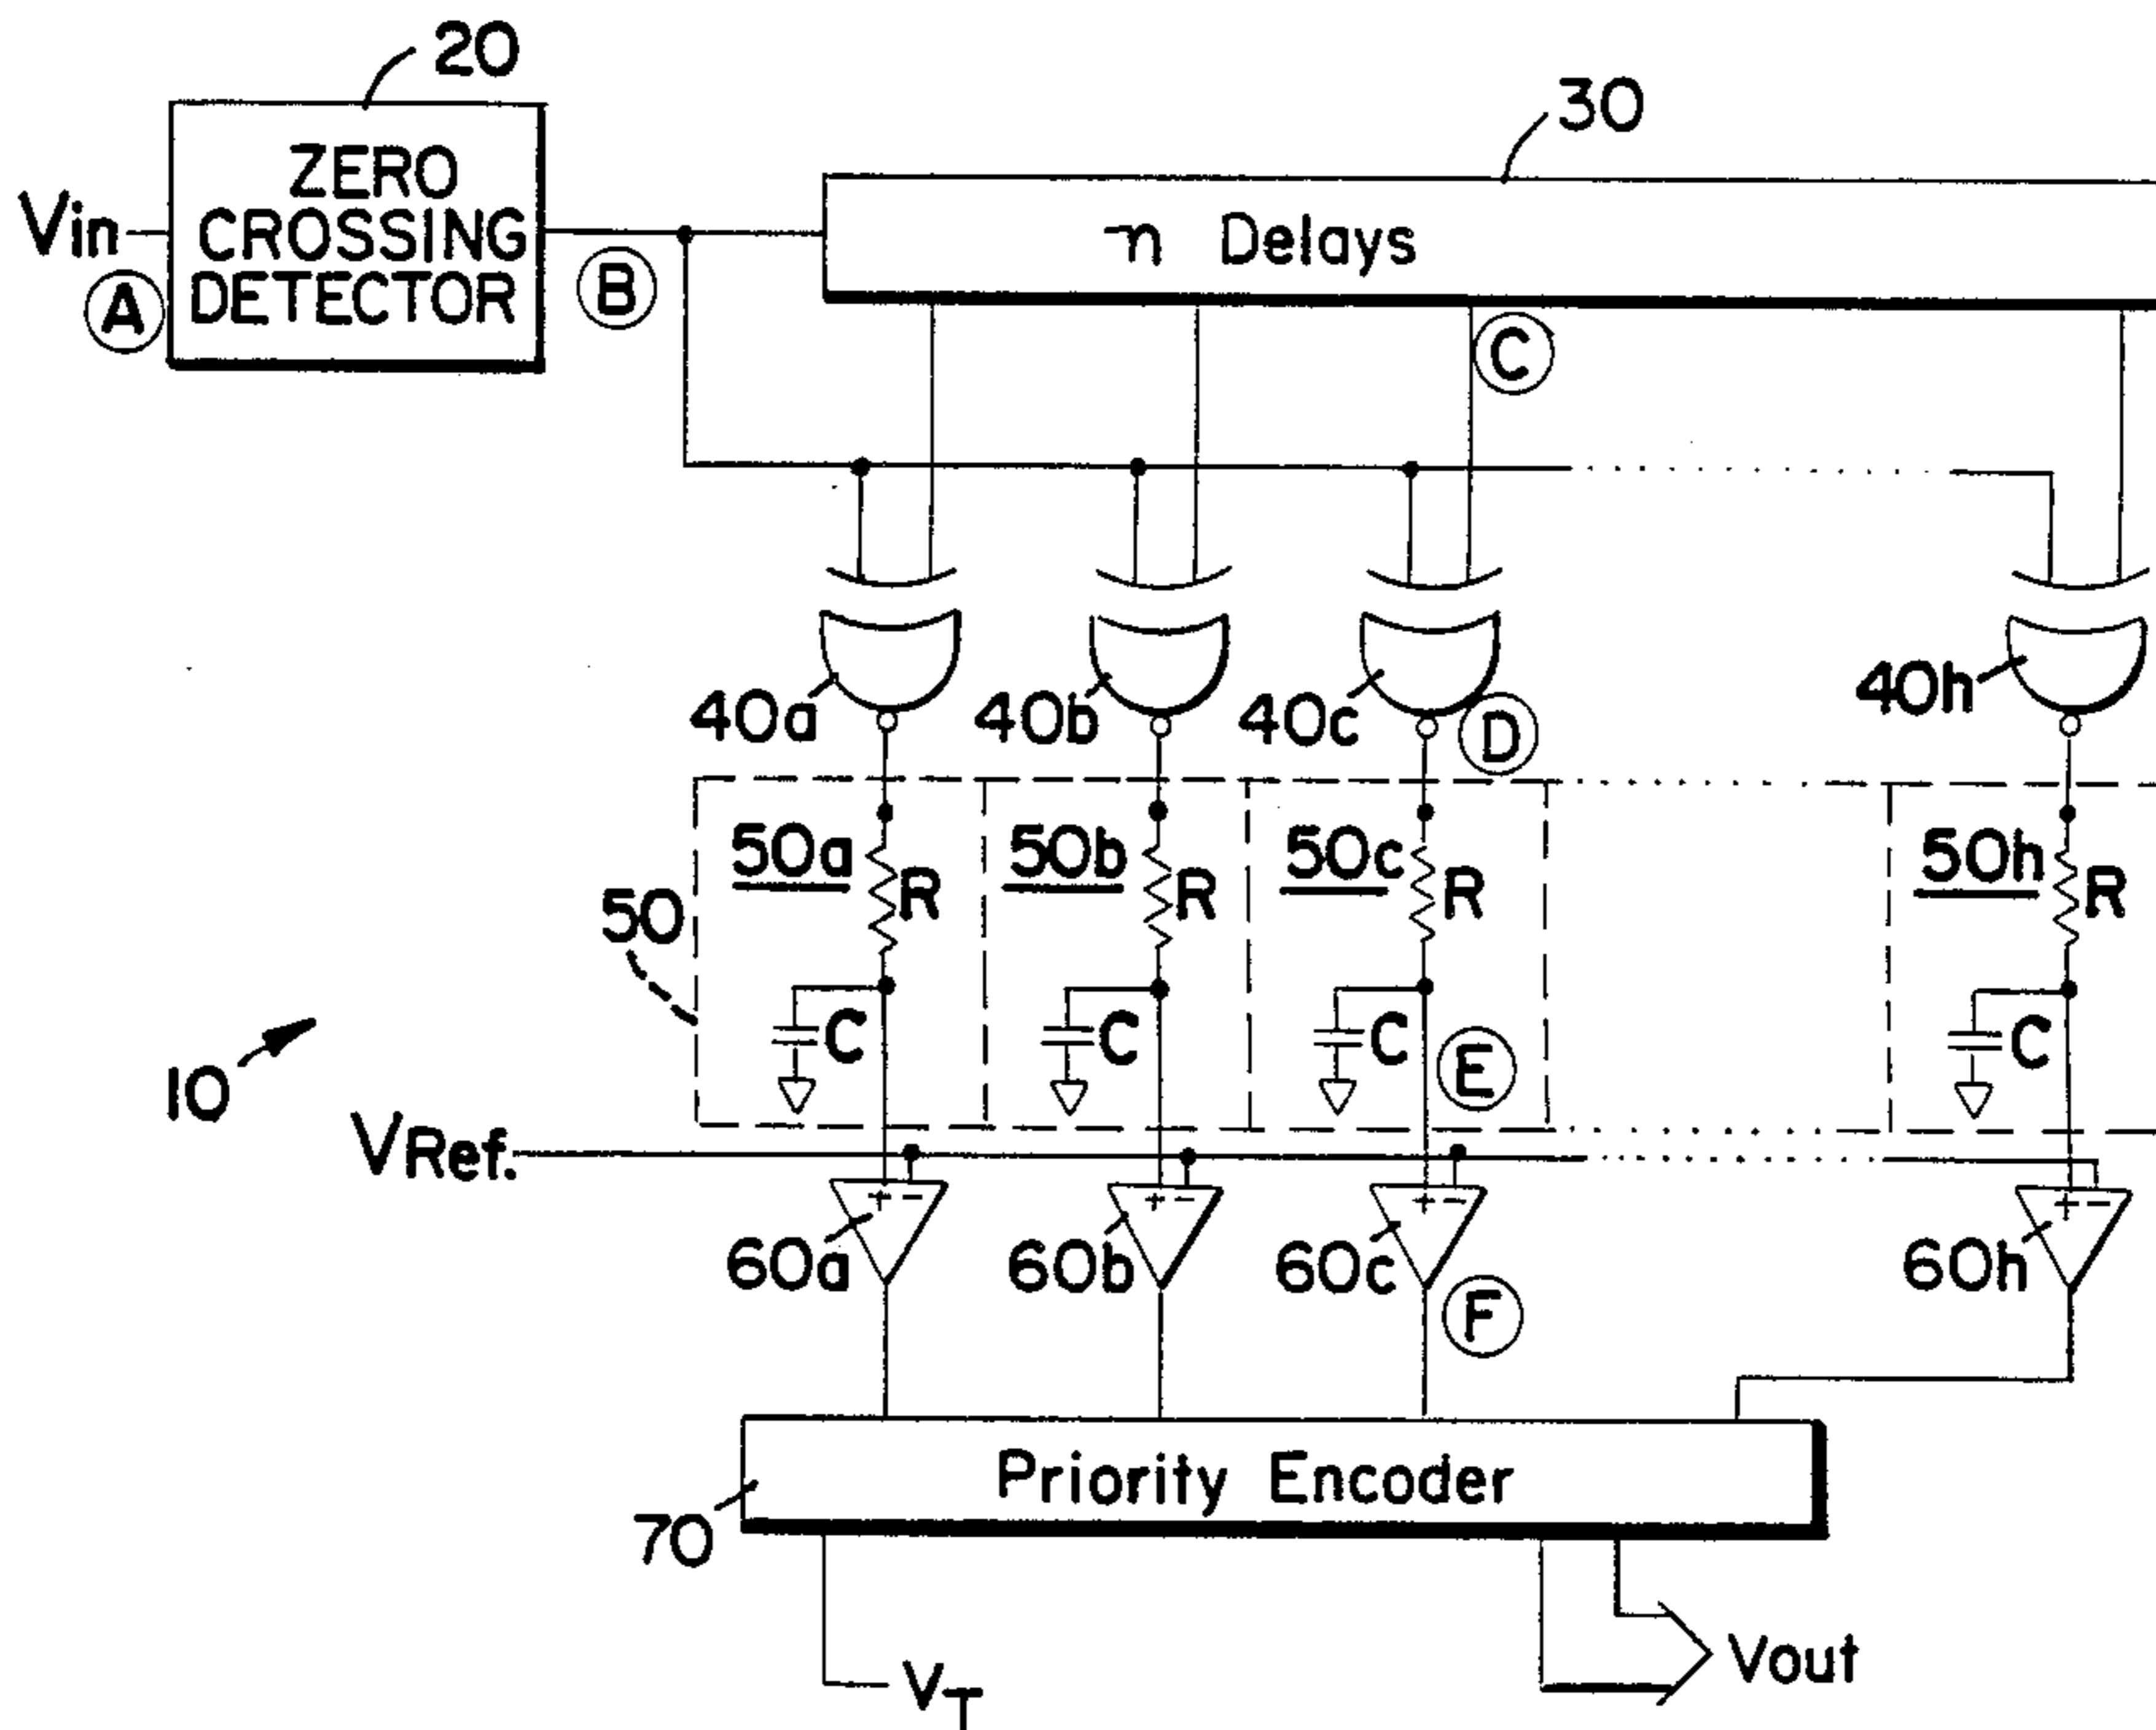 20
30
Vin
ZERO
CROSSING
DETECTOR
A
B
n Delays
C
40a
40b
40c
D
40h
50
50a
R
C
50b
R
C
50c
R
C
E
50h
R
C
10
VRef.
+ -
+ -
+ -
+ -
60a
60b
60c
60h
F
70
Priority Encoder
VT
Vout